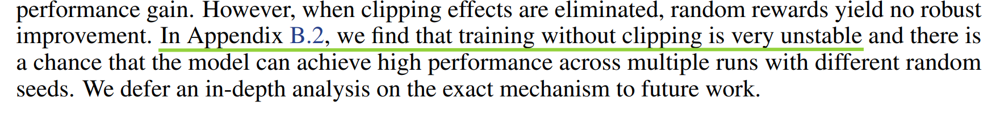 performance gain. However, when clipping effects are eliminated, random rewards yield no robust
improvement. In Appendix B.2, we find that training without clipping is very unstable and there is
a chance that the model can achieve high performance across multiple runs with different random
seeds. We defer an in-depth analysis on the exact mechanism to future work.